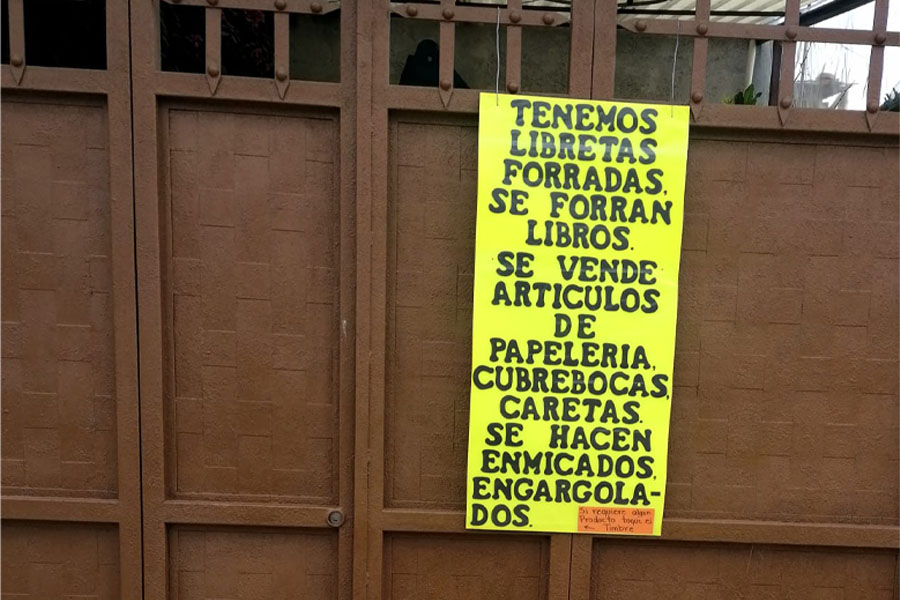 TENEMOS
LIBRETAS
FORRADAS.
SE FORRAN
LIBROS.
SE VENDE
ARTICULOS
DE
PAPELERIA,
CUBREBOCAS,
CARETAS.
SE HACEN
ENMICADOS,
ENGARGOLA-
DOS.
Si requiere algun
Producto toque el
Timbre